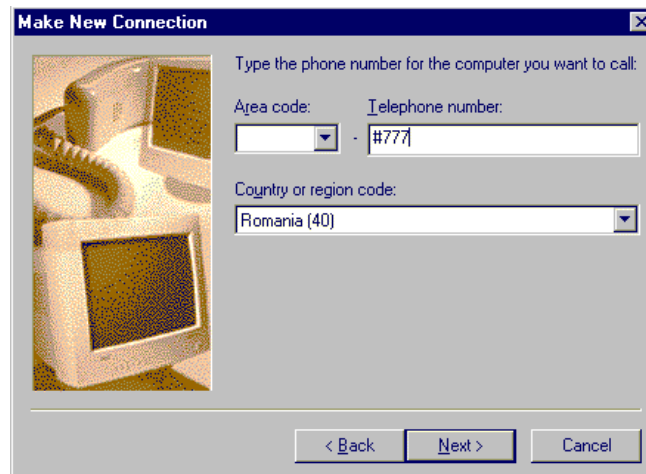 Make New Connection
Type the phone number for the computer you want to call:
Area code: Telephone number:
- #777
Country or region code:
Romania (40)
< Back Next > Cancel